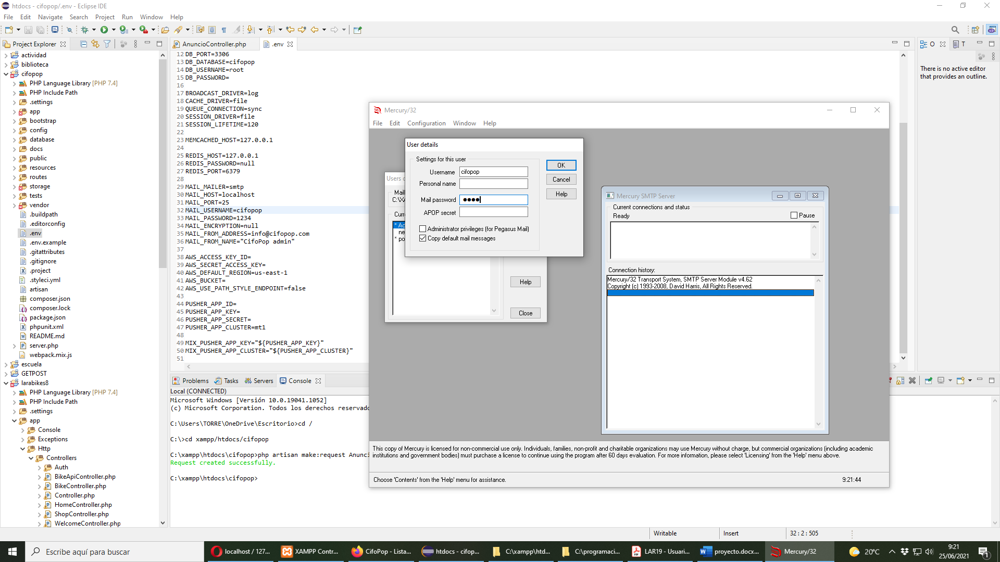 htdocs - cifopop/.env - Eclipse IDE
File Edit Navigate Search Project Run Window Help
Project Explorer
actividad
biblioteca
cifopop
PHP Language Library [PHP 7.4]
PHP Include Path
.settings
app
bootstrap
config
database
docs
public
resources
routes
storage
tests
vendor
.buildpath
.editorconfig
.env
.env.example
.gitattributes
.gitignore
.project
.styleci.yml
artisan
composer.json
composer.lock
package.json
phpunit.xml
README.md
server.php
webpack.mix.js
escuela
GETPOST
larabikes8
PHP Language Library [PHP 7.4]
PHP Include Path
.settings
app
Console
Exceptions
Http
Controllers
Auth
BikeApiController.php
BikeController.php
Controller.php
HomeController.php
ShopController.php
WelcomeController.php
AnuncioController.php
.env
12 DB_PORT=3306
13 DB_DATABASE=cifopop
14 DB_USERNAME=root
15 DB_PASSWORD=
16
17 BROADCAST_DRIVER=log
18 CACHE_DRIVER=file
19 QUEUE_CONNECTION=sync
20 SESSION_DRIVER=file
21 SESSION_LIFETIME=120
22
23 MEMCACHED_HOST=127.0.0.1
24
25 REDIS_HOST=127.0.0.1
26 REDIS_PASSWORD=null
27 REDIS_PORT=6379
28
29 MAIL_MAILER=smtp
30 MAIL_HOST=localhost
31 MAIL_PORT=25
32 MAIL_USERNAME=cifopop
33 MAIL_PASSWORD=1234
34 MAIL_ENCRYPTION=null
35 MAIL_FROM_ADDRESS=info@cifopop.com
36 MAIL_FROM_NAME="CifoPop admin"
37
38 AWS_ACCESS_KEY_ID=
39 AWS_SECRET_ACCESS_KEY=
40 AWS_DEFAULT_REGION=us-east-1
41 AWS_BUCKET=
42 AWS_USE_PATH_STYLE_ENDPOINT=false
43
44 PUSHER_APP_ID=
45 PUSHER_APP_KEY=
46 PUSHER_APP_SECRET=
47 PUSHER_APP_CLUSTER=mt1
48
49 MIX_PUSHER_APP_KEY="${PUSHER_APP_KEY}"
50 MIX_PUSHER_APP_CLUSTER="${PUSHER_APP_CLUSTER}"
51
Problems Tasks Servers Console
Local (CONNECTED)
Microsoft Windows [Versión 10.0.19041.1052]
(c) Microsoft Corporation. Todos los derechos reservado
C:\Users\TORRE\OneDrive\Escritorio>cd /
C:\>cd xampp/htdocs/cifopop
C:\xampp\htdocs\cifopop>php artisan make:request Anunci
Request created successfully.
C:\xampp\htdocs\cifopop>
Mercury/32
File Edit Configuration Window Help
Users
Mail
C:\XA
Curr
* Ad
ne
* po
Help
Close
User details
Settings for this user
Username cifopop
Personal name
Mail password ●●●●
APOP secret
Administrator privileges (for Pegasus Mail)
Copy default mail messages
OK
Cancel
Help
Mercury SMTP Server
Current connections and status
Ready
Pause
Connection history:
Mercury/32 Transport System, SMTP Server Module v4.62
Copyright (c) 1993-2008, David Harris, All Rights Reserved.
This copy of Mercury is licensed for non-commercial use only. Individuals, families, non-profit and charitable organizations may use Mercury without charge, but commercial organizations (including academic
institutions and government bodies) must purchase a license to continue using the program after 60 days evaluation. For more information, please select 'Licensing' from the 'Help' menu above.
Choose 'Contents' from the 'Help' menu for assistance.
9:21:44
O
T
There is no active editor
that provides an outline.
Writable
Insert
32 : 2 : 505
Escribe aquí para buscar
localhost / 127...
XAMPP Contr...
CifoPop - Lista...
htdocs - cifop...
C:\xampp\htd...
C:\programaci...
LAR19 - Usuari...
proyecto.docx...
Mercury/32
20°C
9:21
25/06/2021
1